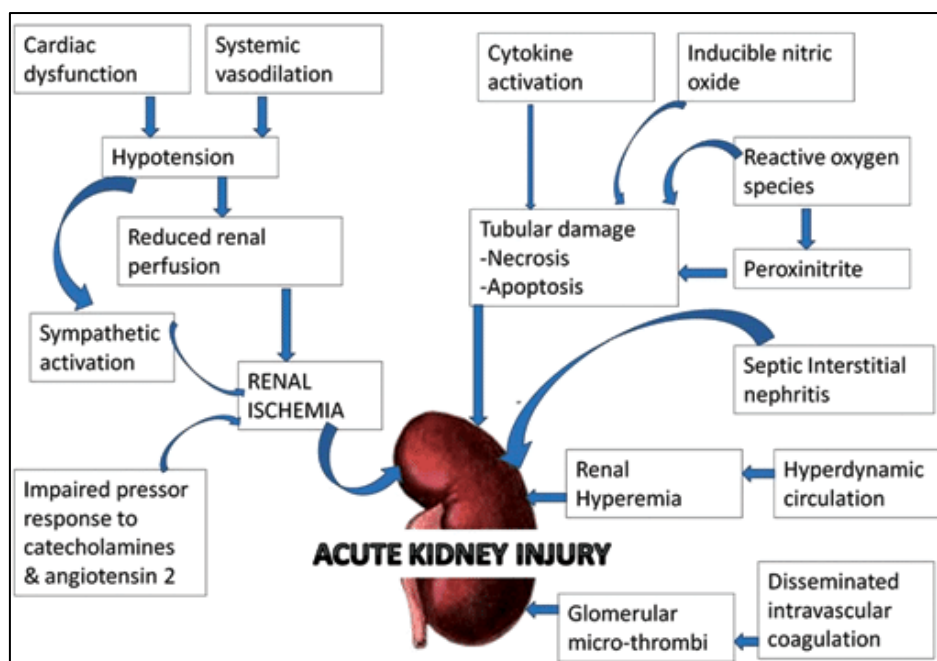 Cardiac
dysfunction
Systemic
vasodilation
Hypotension
Reduced renal
perfusion
Sympathetic
activation
RENAL
ISCHEMIA
Impaired pressor
response to
catecholamines
& angiotensin 2
Cytokine
activation
Inducible nitric
oxide
Reactive oxygen
species
Tubular damage
-Necrosis
-Apoptosis
Peroxinitrite
Septic Interstitial
nephritis
Renal
Hyperemia
Hyperdynamic
circulation
ACUTE KIDNEY INJURY
Glomerular
micro-thrombi
Disseminated
intravascular
coagulation